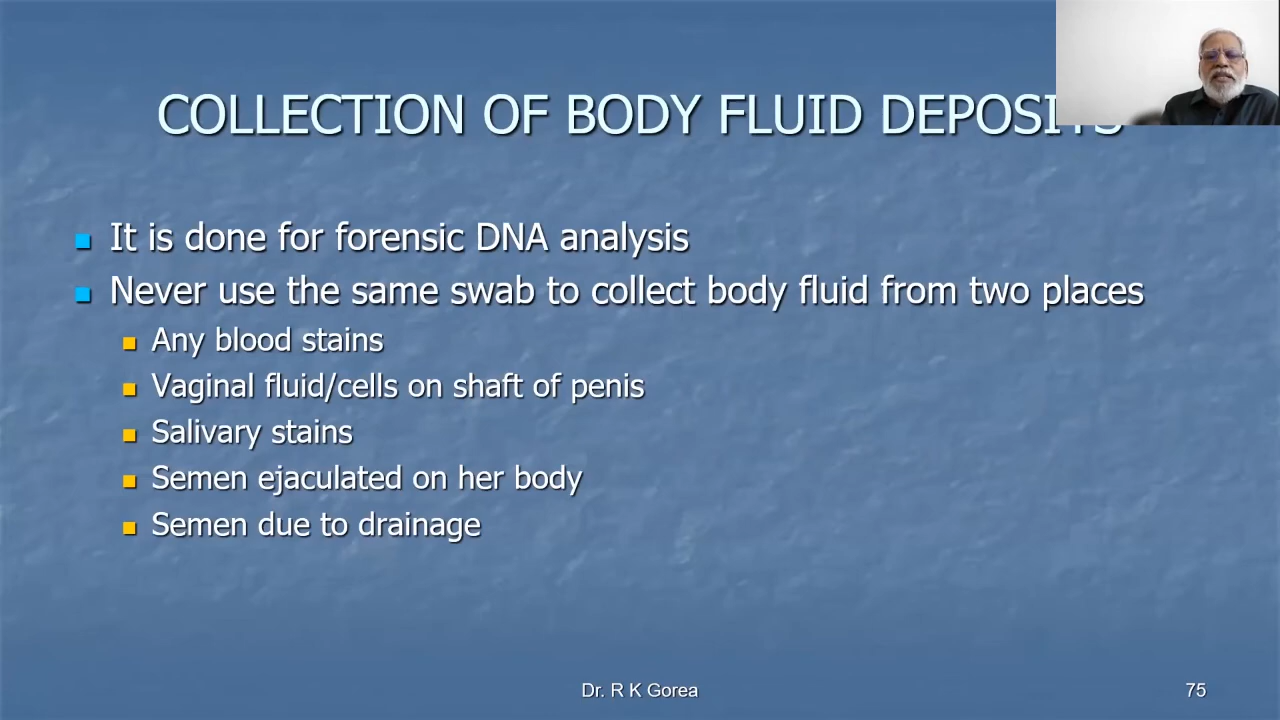 COLLECTION OF BODY FLUID DEPOSITS
It is done for forensic DNA analysis
Never use the same swab to collect body fluid from two places
Any blood stains
Vaginal fluid/cells on shaft of penis
Salivary stains
Semen ejaculated on her body
Semen due to drainage
Dr. R K Gorea
75